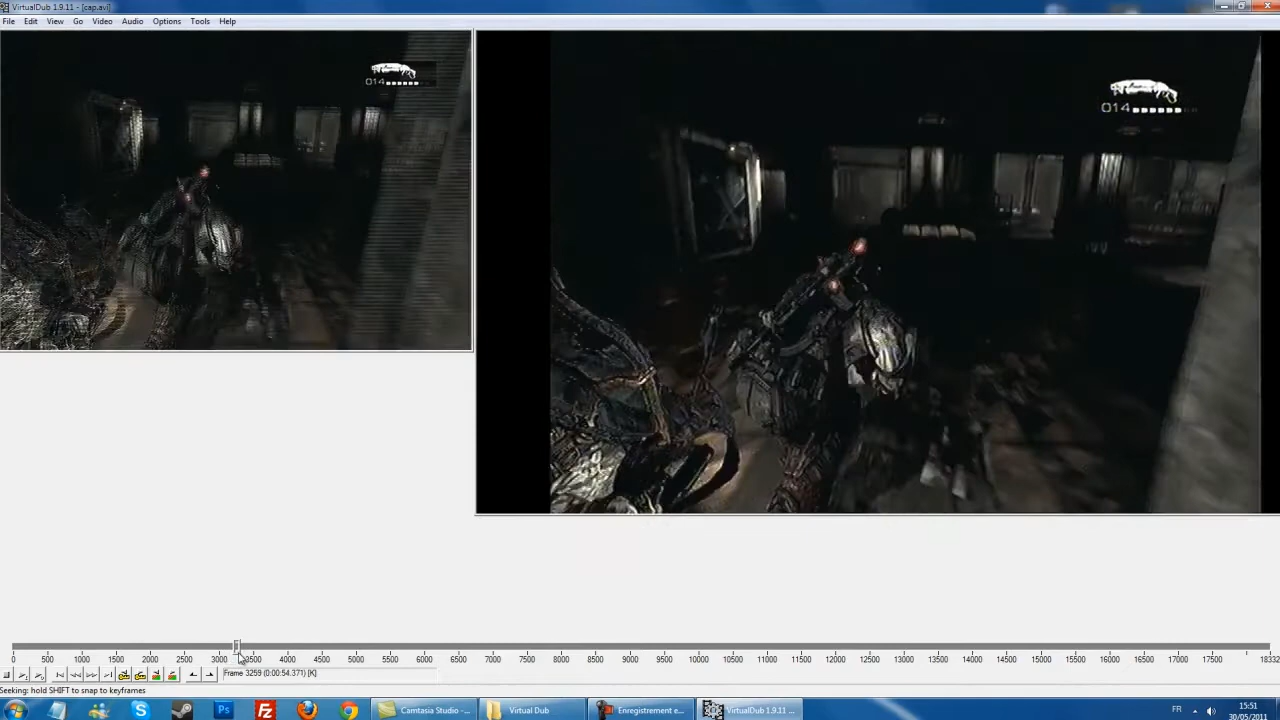 VirtualDub 1.9.11 - [cap.avi]
File Edit View Go Video Audio Options Tools Help
014
014
0 500 1000 1500 2000 2500 3000 3500 4000 4500 5000 5500 6000 6500 7000 7500 8000 8500 9000 9500 10000 10500 11000 11500 12000 12500 13000 13500 14000 14500 15000 15500 16000 16500 17000 17500 18332
Frame 3259 (0:00:54.371) [K]
Seeking: hold SHIFT to snap to keyframes
Camtasia Studio -... Virtual Dub Enregistrement e... VirtualDub 1.9.11 ... FR 15:51
30/05/2011